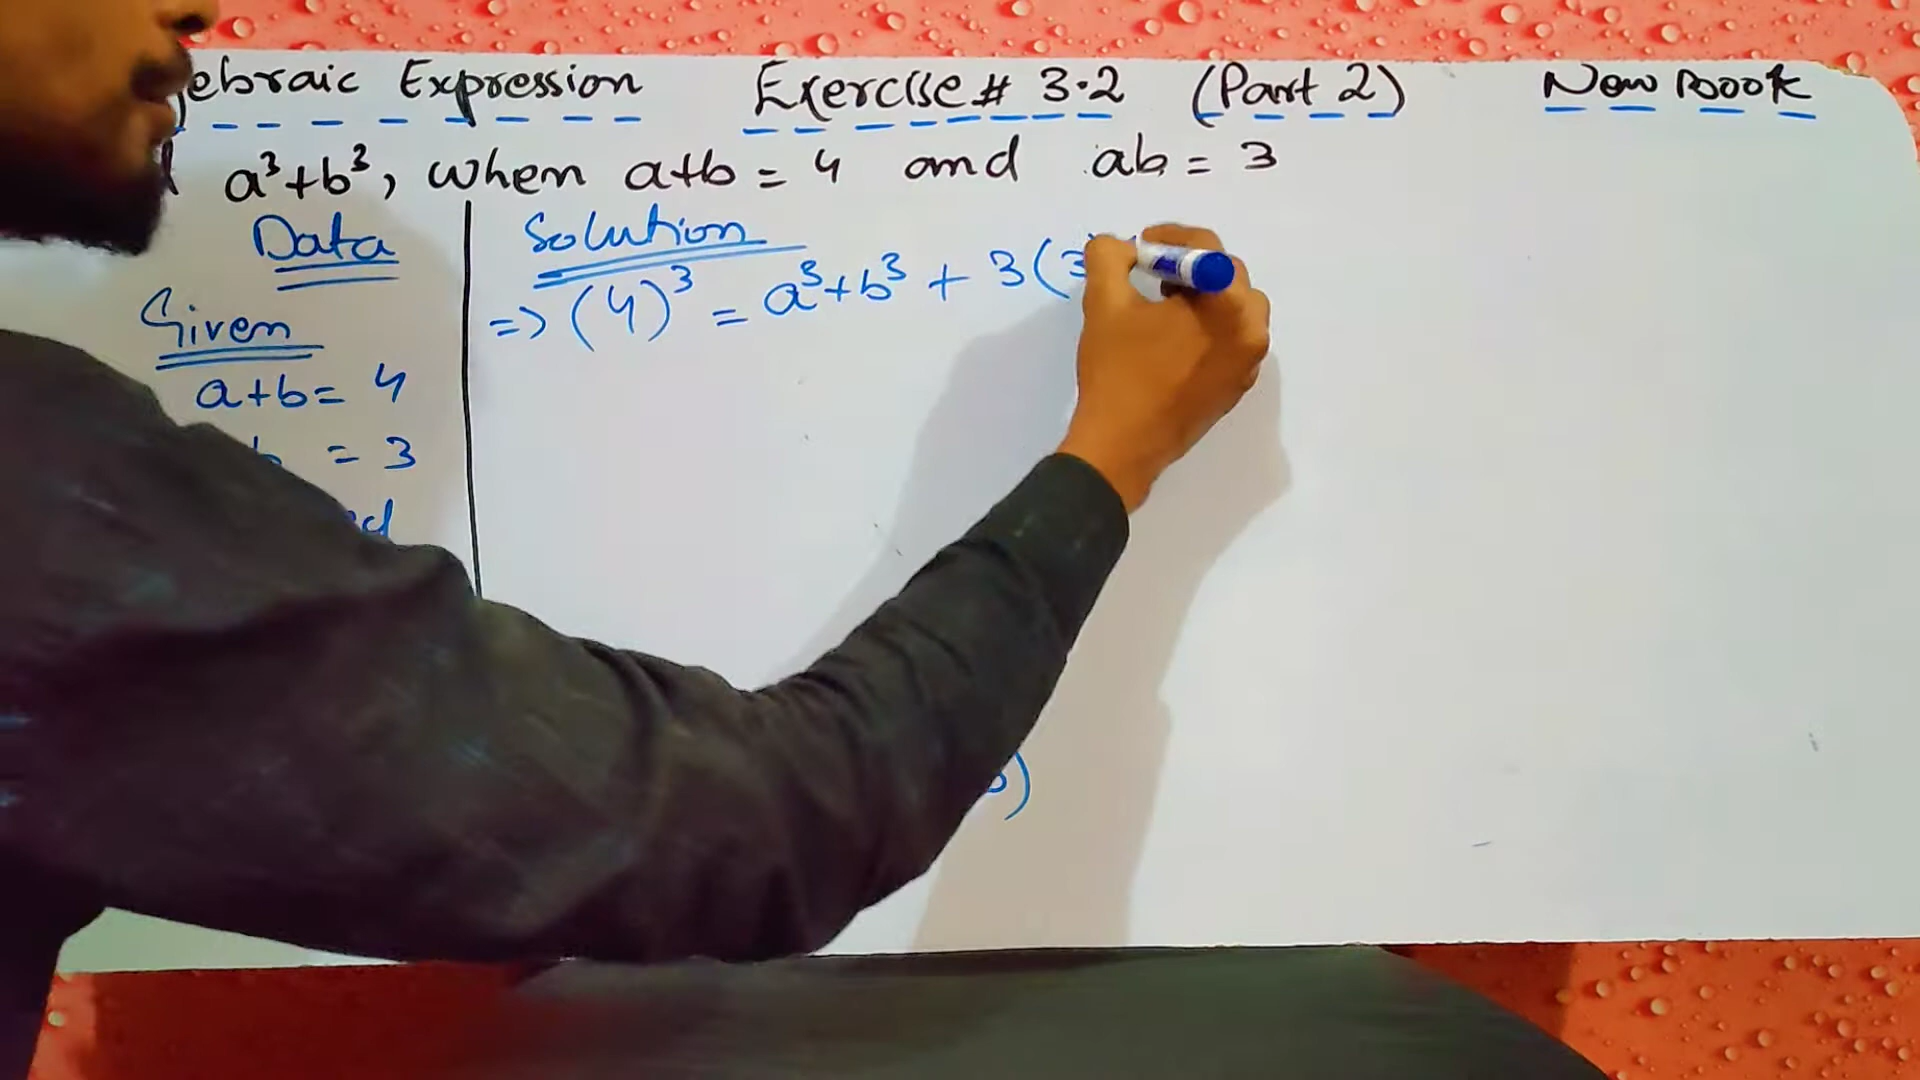 Expression Exercise # 3.2 (Part 2) New Book
a³+b³, when a+b = 4 and ab = 3
Data
Solution
Given
=> (4)³ = a³+b³ + 3(3
a+b= 4
= 3